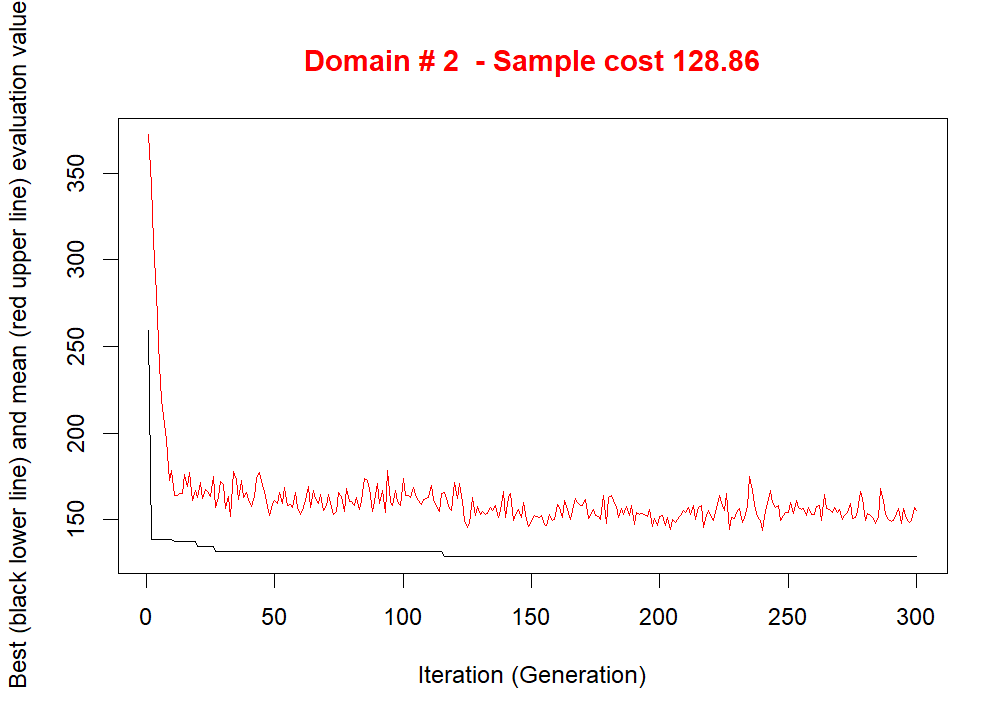 Domain # 2  - Sample cost 128.86
Best (black lower line) and mean (red upper line) evaluation value
350
300
250
200
150
0 50 100 150 200 250 300
Iteration (Generation)